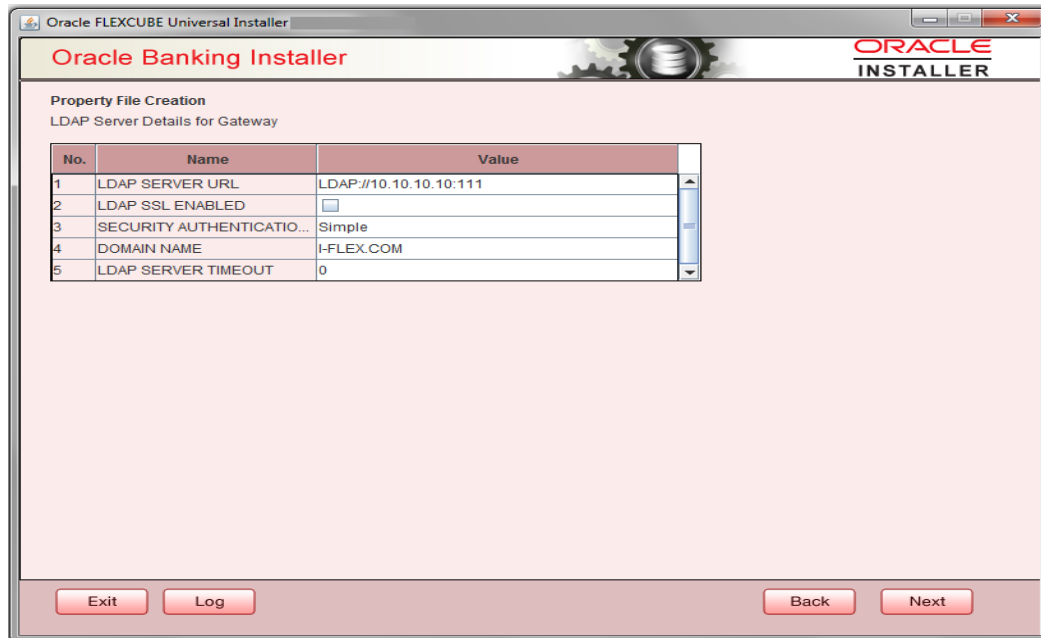 Oracle FLEXCUBE Universal Installer
Oracle Banking Installer
ORACLE
INSTALLER
Property File Creation
LDAP Server Details for Gateway
No. Name Value
1 LDAP SERVER URL LDAP://10.10.10.10:111
2 LDAP SSL ENABLED
3 SECURITY AUTHENTICATIO... Simple
4 DOMAIN NAME I-FLEX.COM
5 LDAP SERVER TIMEOUT 0
Exit Log Back Next